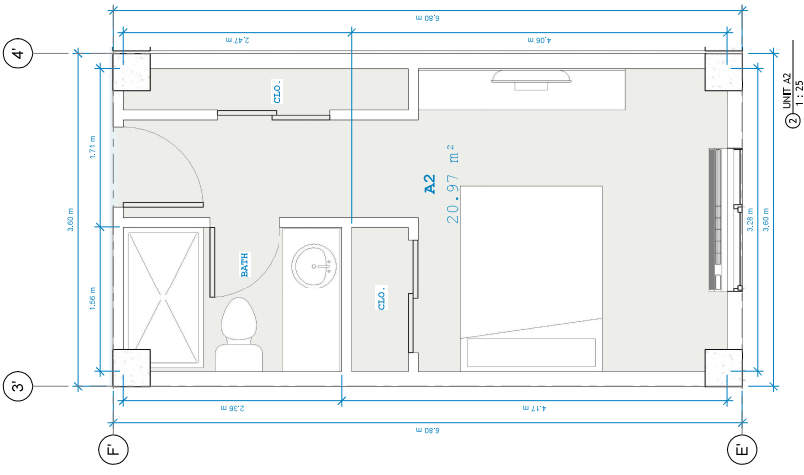 6.80 m
2.47 m
4.06 m
4'
CLO.
② UNIT A2
1 : 25
1.71 m
A2
20.97 m²
3.60 m
3.28 m
3.60 m
BATH
CLO.
1.56 m
3'
2.36 m
4.17 m
6.80 m
F'
E'